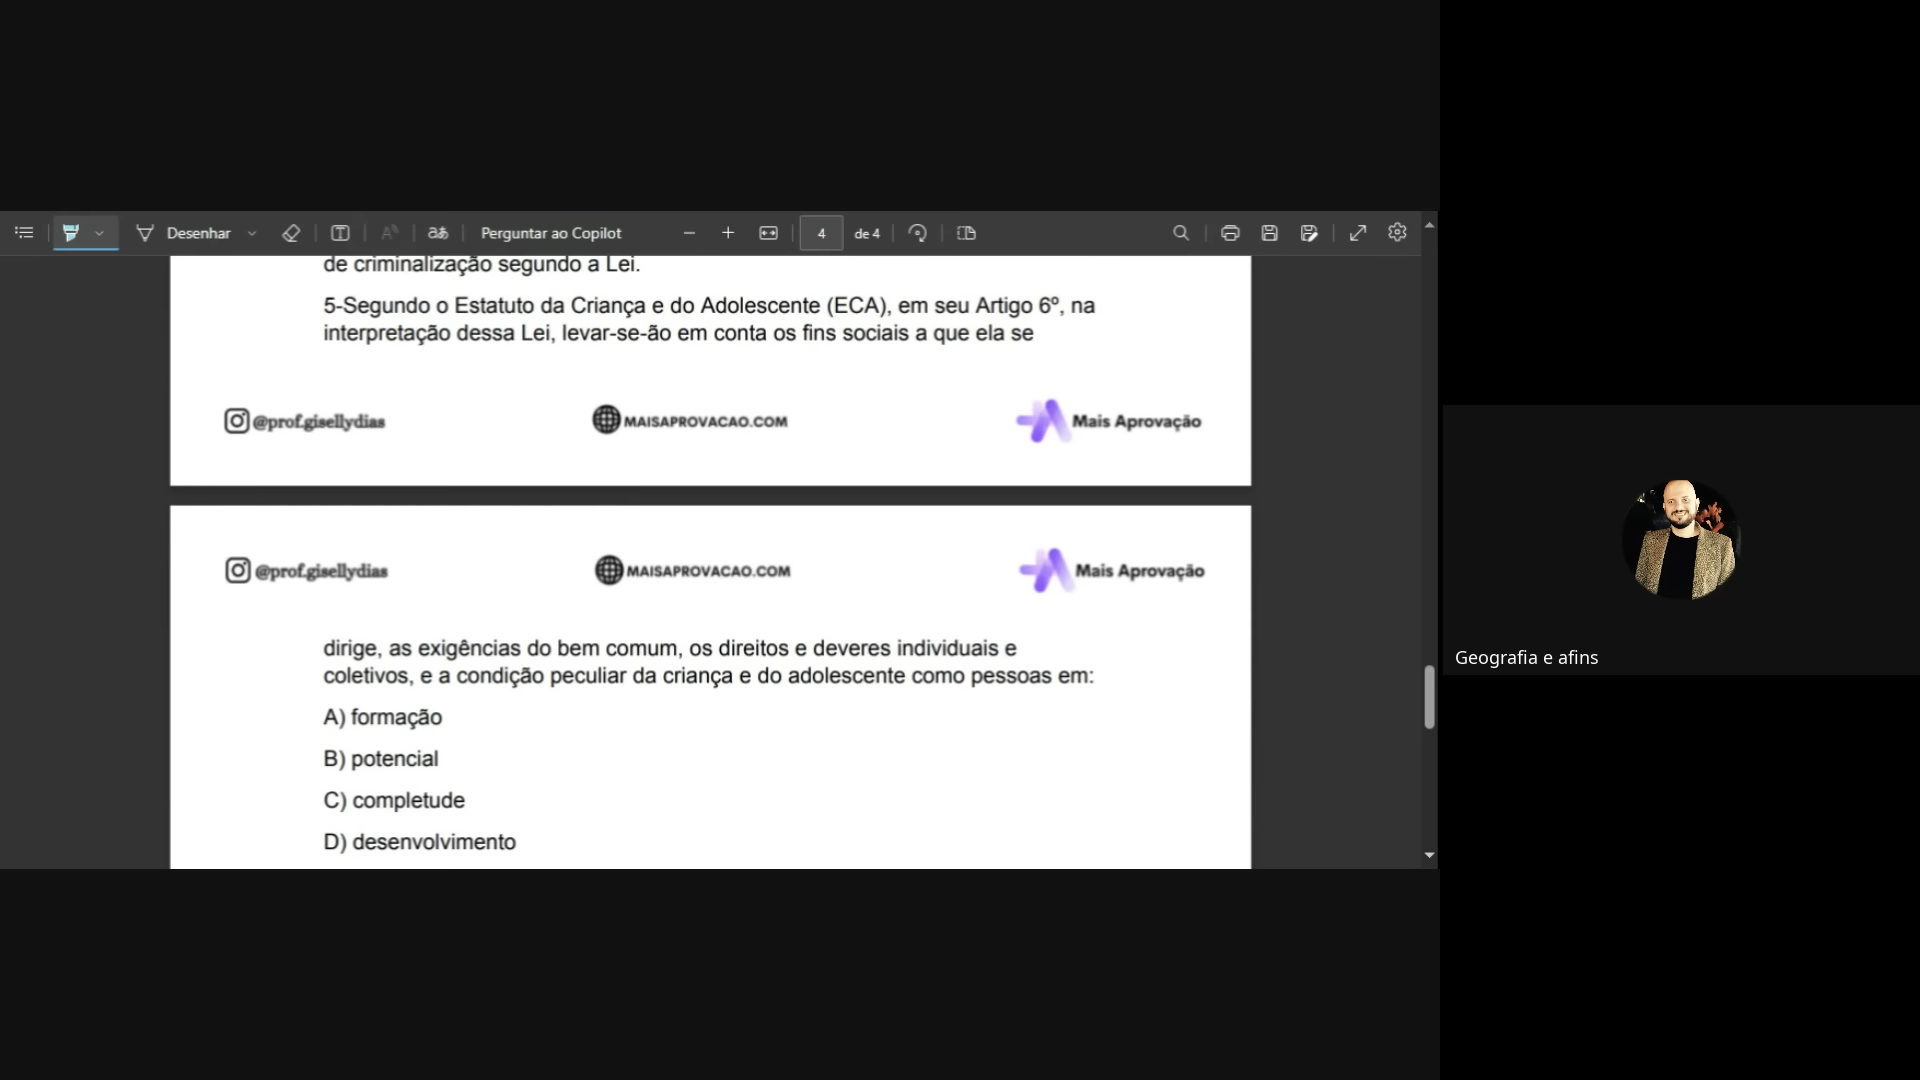 Desenhar
Perguntar ao Copilot
4
de 4
de criminalização segundo a Lei.
5-Segundo o Estatuto da Criança e do Adolescente (ECA), em seu Artigo 6º, na
interpretação dessa Lei, levar-se-ão em conta os fins sociais a que ela se
@prof.gisellydias
MAISAPROVACAO.COM
Mais Aprovação
@prof.gisellydias
MAISAPROVACAO.COM
Mais Aprovação
dirige, as exigências do bem comum, os direitos e deveres individuais e
coletivos, e a condição peculiar da criança e do adolescente como pessoas em:
A) formação
B) potencial
C) completude
D) desenvolvimento
Geografia e afins